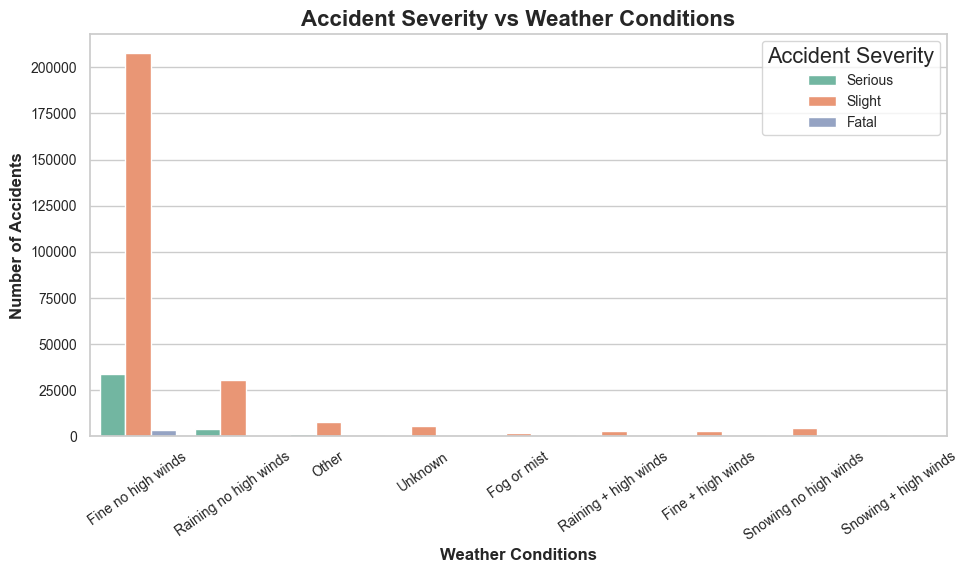 Accident Severity vs Weather Conditions
Accident Severity
Serious
Slight
Fatal
Number of Accidents
200000
175000
150000
125000
100000
75000
50000
25000
0
Fine no high winds
Raining no high winds
Other
Unknown
Fog or mist
Raining + high winds
Fine + high winds
Snowing no high winds
Snowing + high winds
Weather Conditions